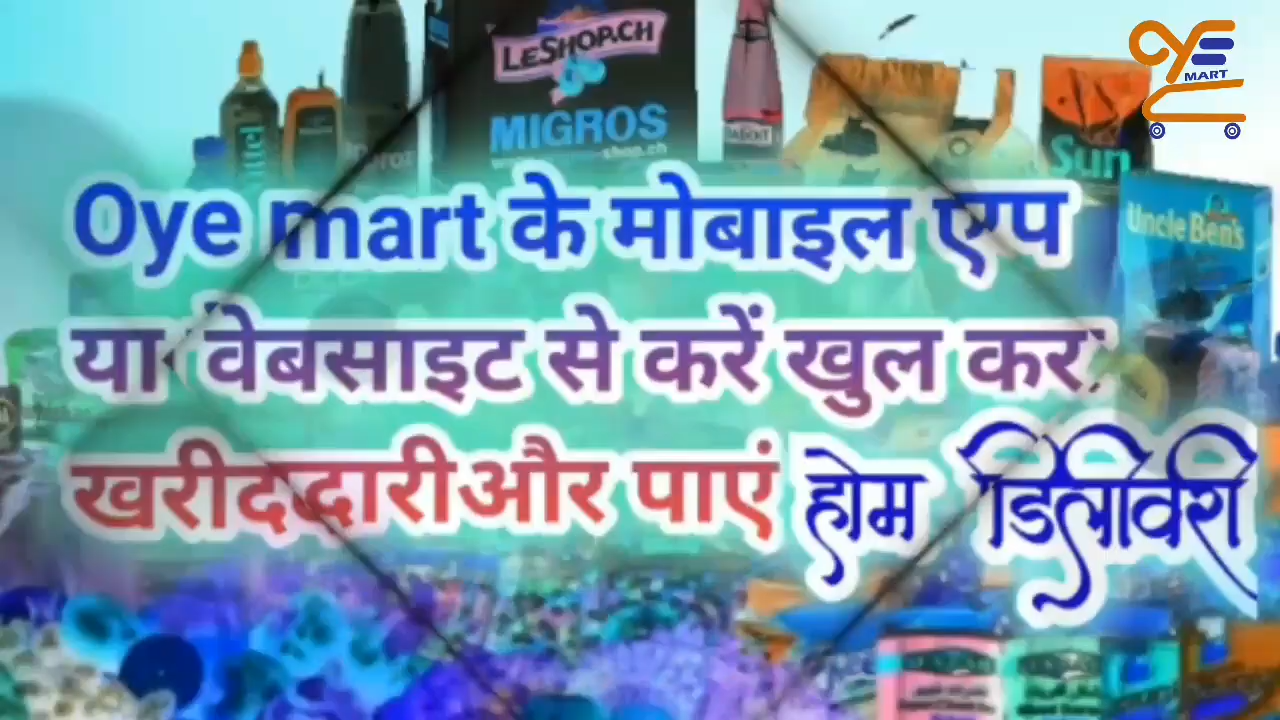 LeSHOP.CH
MIGROS
OYE
MART
Sun
Uncle Ben's
Oye mart के मोबाइल एप
या वेबसाइट से करें खुल कर
खरीददारीऔर पाएं होम डिलीवरी